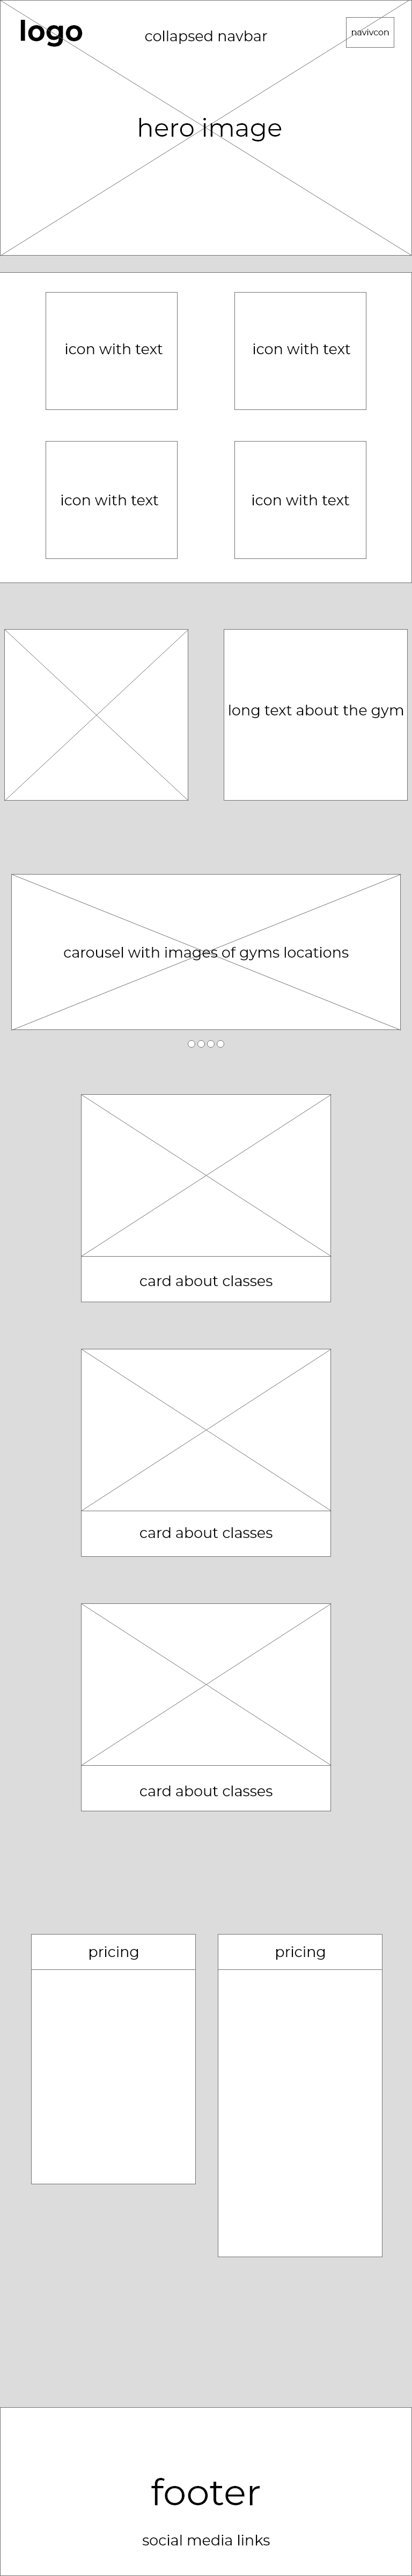 logo
collapsed navbar
navivcon
hero image
icon with text
icon with text
icon with text
icon with text
long text about the gym
carousel with images of gyms locations
card about classes
card about classes
card about classes
pricing
pricing
footer
social media links